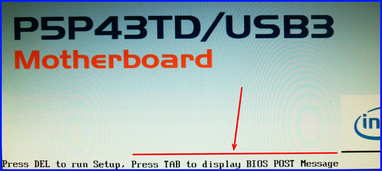 P5P43TD/USB3
Motherboard
Press DEL to run Setup, Press TAB to display BIOS POST Message